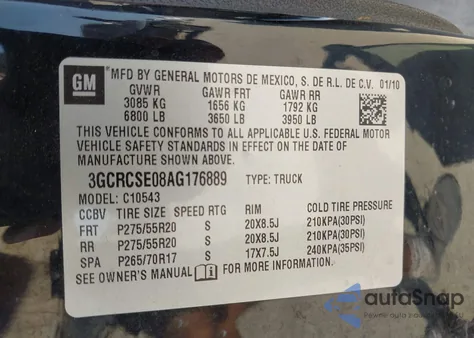 GM
MFD BY GENERAL MOTORS DE MEXICO, S. DE R.L. DE C.V. 01/10
GVWR GAWR FRT GAWR RR
3085 KG 1656 KG 1792 KG
6800 LB 3650 LB 3950 LB
THIS VEHICLE CONFORMS TO ALL APPLICABLE U.S. FEDERAL MOTOR
VEHICLE SAFETY AND THEFT PREVENTION STANDARDS IN EFFECT
ON THE DATE OF MANUFACTURE SHOWN ABOVE.
3GCRCSE08AG176889 TYPE: TRUCK
MODEL: C10543
CCBV TIRE SIZE SPEED RTG RIM COLD TIRE PRESSURE
FRT P275/55R20 S 20X8.5J 210KPA(30PSI)
RR P275/55R20 S 20X8.5J 210KPA(30PSI)
SPA P265/70R17 S 17X7.5J 240KPA(35PSI)
SEE OWNER'S MANUAL FOR MORE INFORMATION.
autoSnap